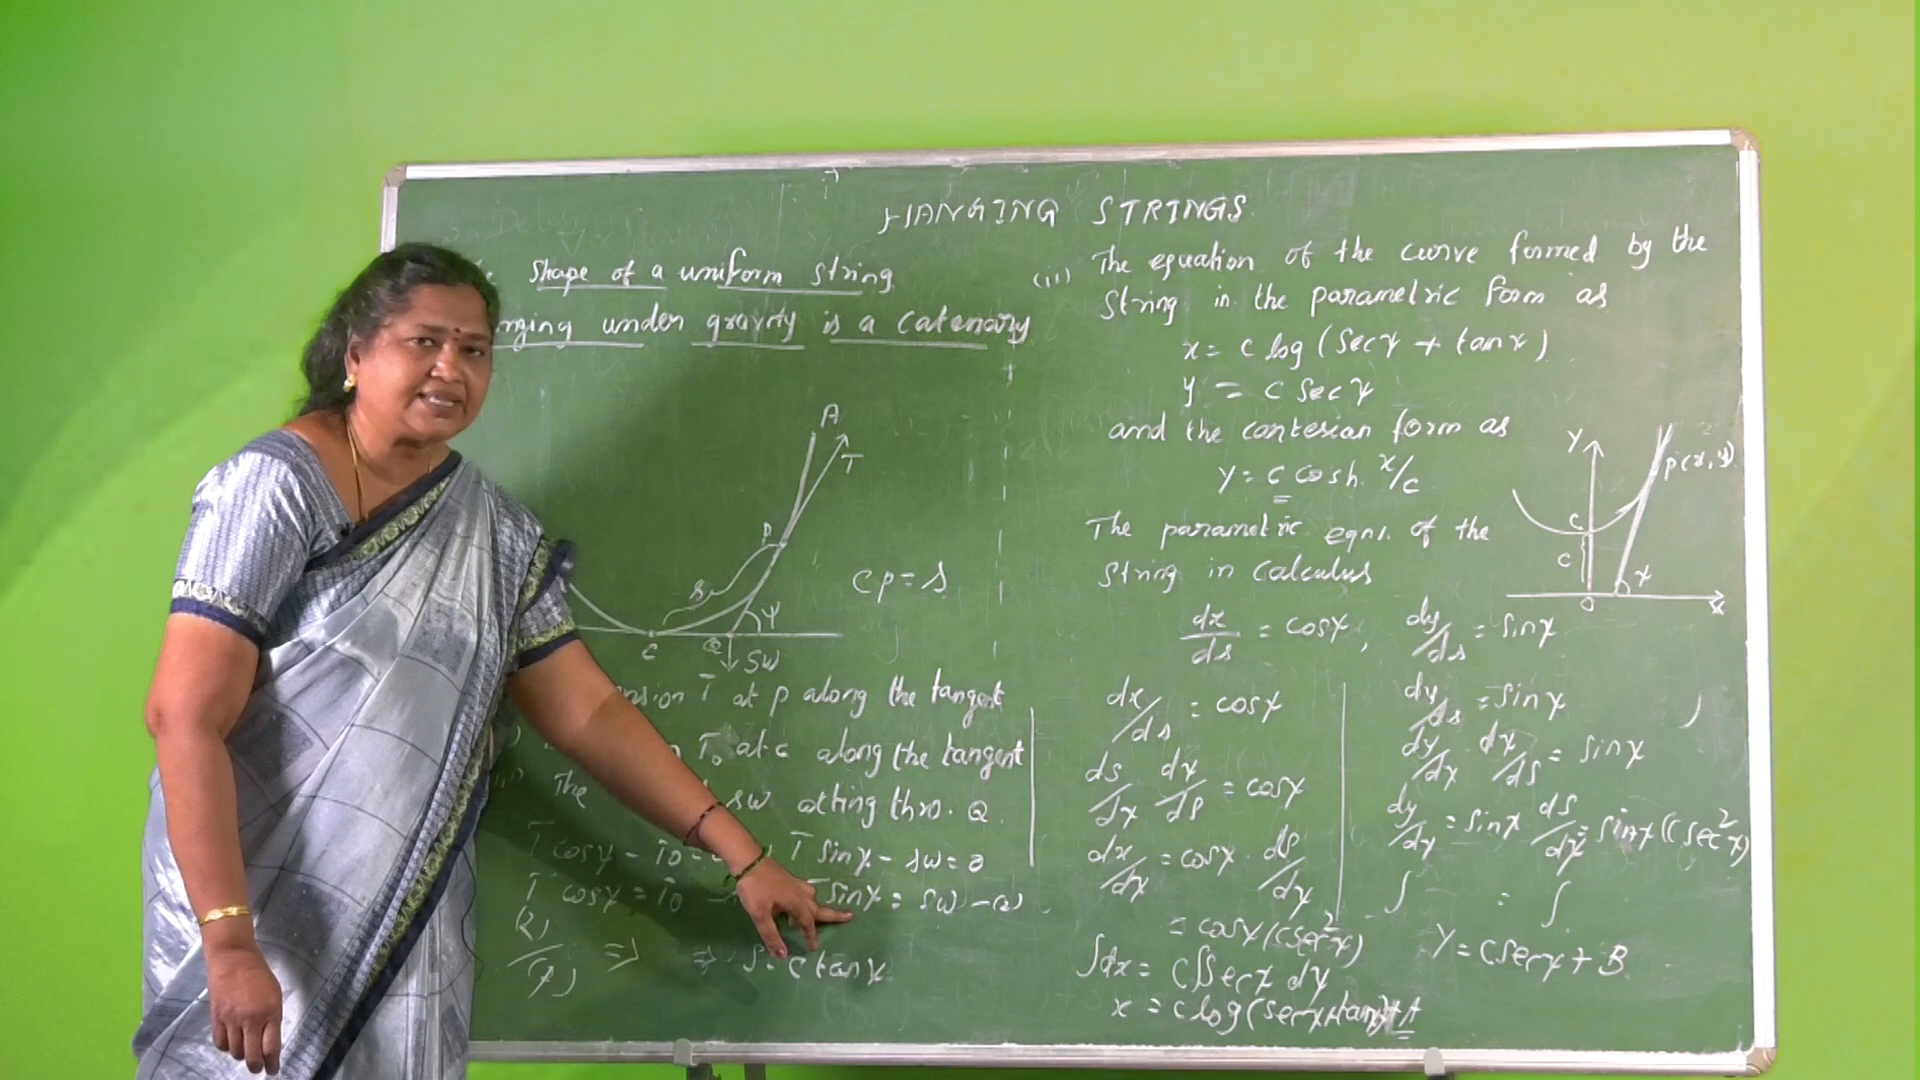 HANGING STRINGS
shape of a uniform string
under gravity is a catenary
A
T
P
s
CP = s
ψ
C Q
SW
T at P along the tangent
T₀ at c along the tangent
The sw acting thro. Q.
T cosψ - T₀ = T sinψ - sw = 0
T cosψ = T₀ T sinψ = sw -(2)
(2)/(1) ⇒ ⇒ s = c tanψ.
(ii) The equation of the curve formed by the
string in the parametric form as
x = c log (secψ + tanψ)
y = c secψ
and the cartesian form as
y = c cosh x/c
Y
P(x, y)
C
C
ψ
O X
The parametric eqns. of the
string in calculus
dx/ds = cosψ, dy/ds = sinψ
dx/ds = cosψ
ds/dψ dψ/ds = cosψ
dx/dψ = cosψ · ds/dψ
= cosψ (c sec²ψ)
∫dx = c∫secψ dψ
x = c log(secψ+tanψ)+A
dy/ds = sinψ
dy/dψ · dψ/ds = sinψ
dy/dψ = sinψ ds/dψ = sinψ (c sec²ψ)
∫ = ∫
Y = c secψ + B